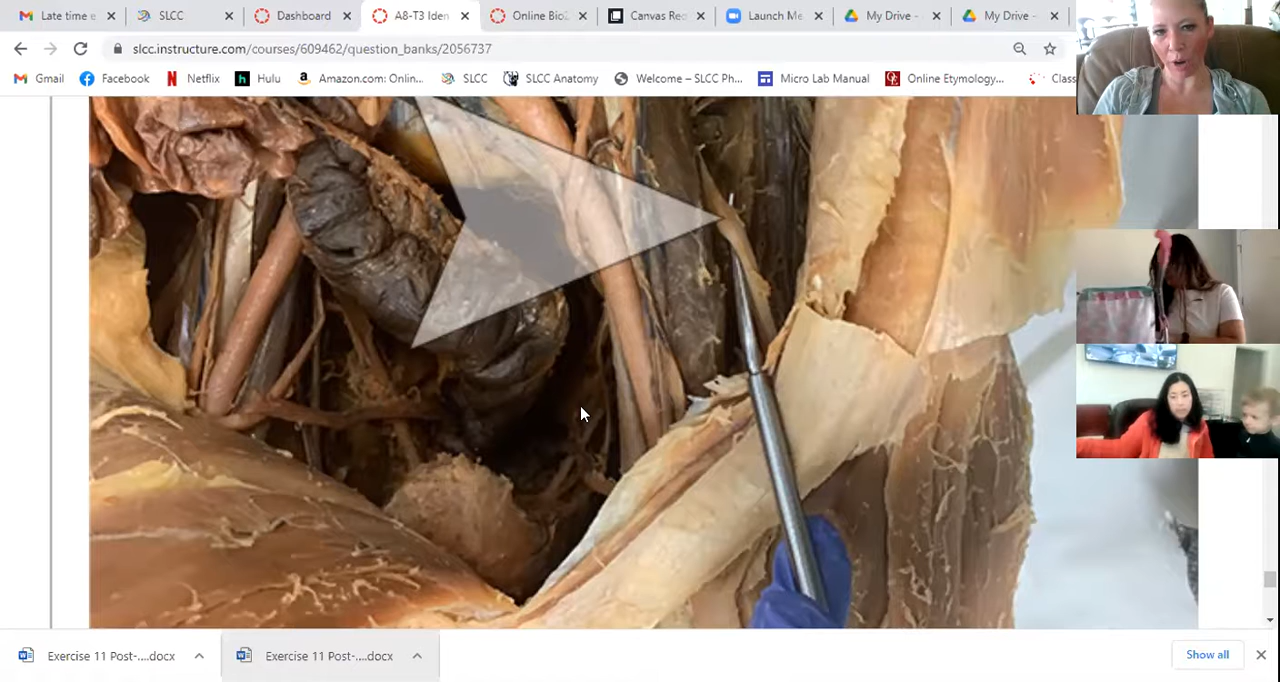 Late time e
SLCC
Dashboard
A8-T3 Iden
Online Bio2
Canvas Rec
Launch Me
My Drive -
My Drive -
slcc.instructure.com/courses/609462/question_banks/2056737
Gmail
Facebook
Netflix
Hulu
Amazon.com: Onlin...
SLCC
SLCC Anatomy
Welcome – SLCC Ph...
Micro Lab Manual
Online Etymology...
Class
Exercise 11 Post-....docx
Exercise 11 Post-....docx
Show all